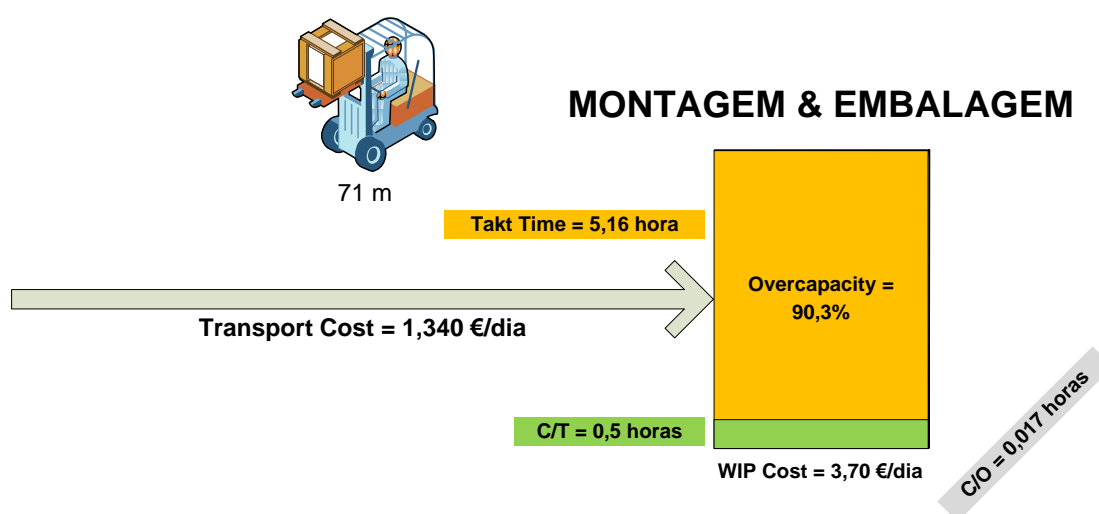 MONTAGEM & EMBALAGEM
71 m
Takt Time = 5,16 hora
Overcapacity =
90,3%
Transport Cost = 1,340 €/dia
C/T = 0,5 horas
WIP Cost = 3,70 €/dia
C/O = 0,017 horas